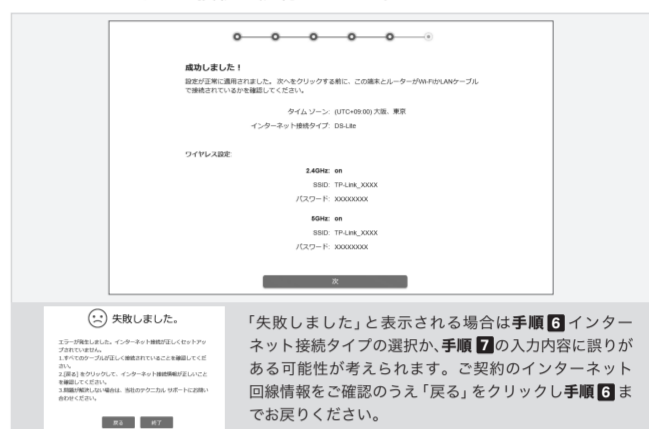 成功しました！
設定が正常に適用されました。次へをクリックする前に、この端末とルーターがWi-FiかLANケーブル
で接続されているかを確認してください。
タイム ゾーン: (UTC+09:00) 大阪、東京
インターネット接続タイプ: DS-Lite
ワイヤレス設定:
2.4GHz: on
SSID: TP-Link_XXXX
パスワード: XXXXXXXX
5GHz: on
SSID: TP-Link_XXXX
パスワード: XXXXXXXX
次
失敗しました。
エラーが発生しました。インターネット接続が正しくセットアッ
プされていません。
1.すべてのケーブルが正しく接続されていることを確認してくだ
さい。
2.[戻る] をクリックして、インターネット接続情報が正しいこと
を確認してください。
3.問題が解決しない場合は、当社のテクニカル サポートにお問い
合わせください。
戻る 終了
「失敗しました」と表示される場合は手順 6 インター
ネット接続タイプの選択か、手順 7 の入力内容に誤りが
ある可能性が考えられます。ご契約のインターネット
回線情報をご確認のうえ「戻る」をクリックし手順 6 ま
でお戻りください。